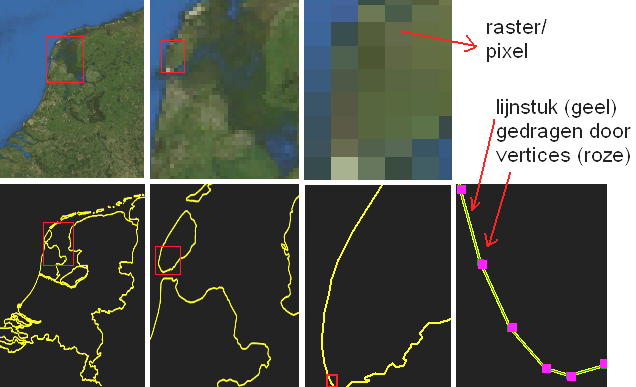 raster/
pixel
lijnstuk (geel)
gedragen door
vertices (roze)